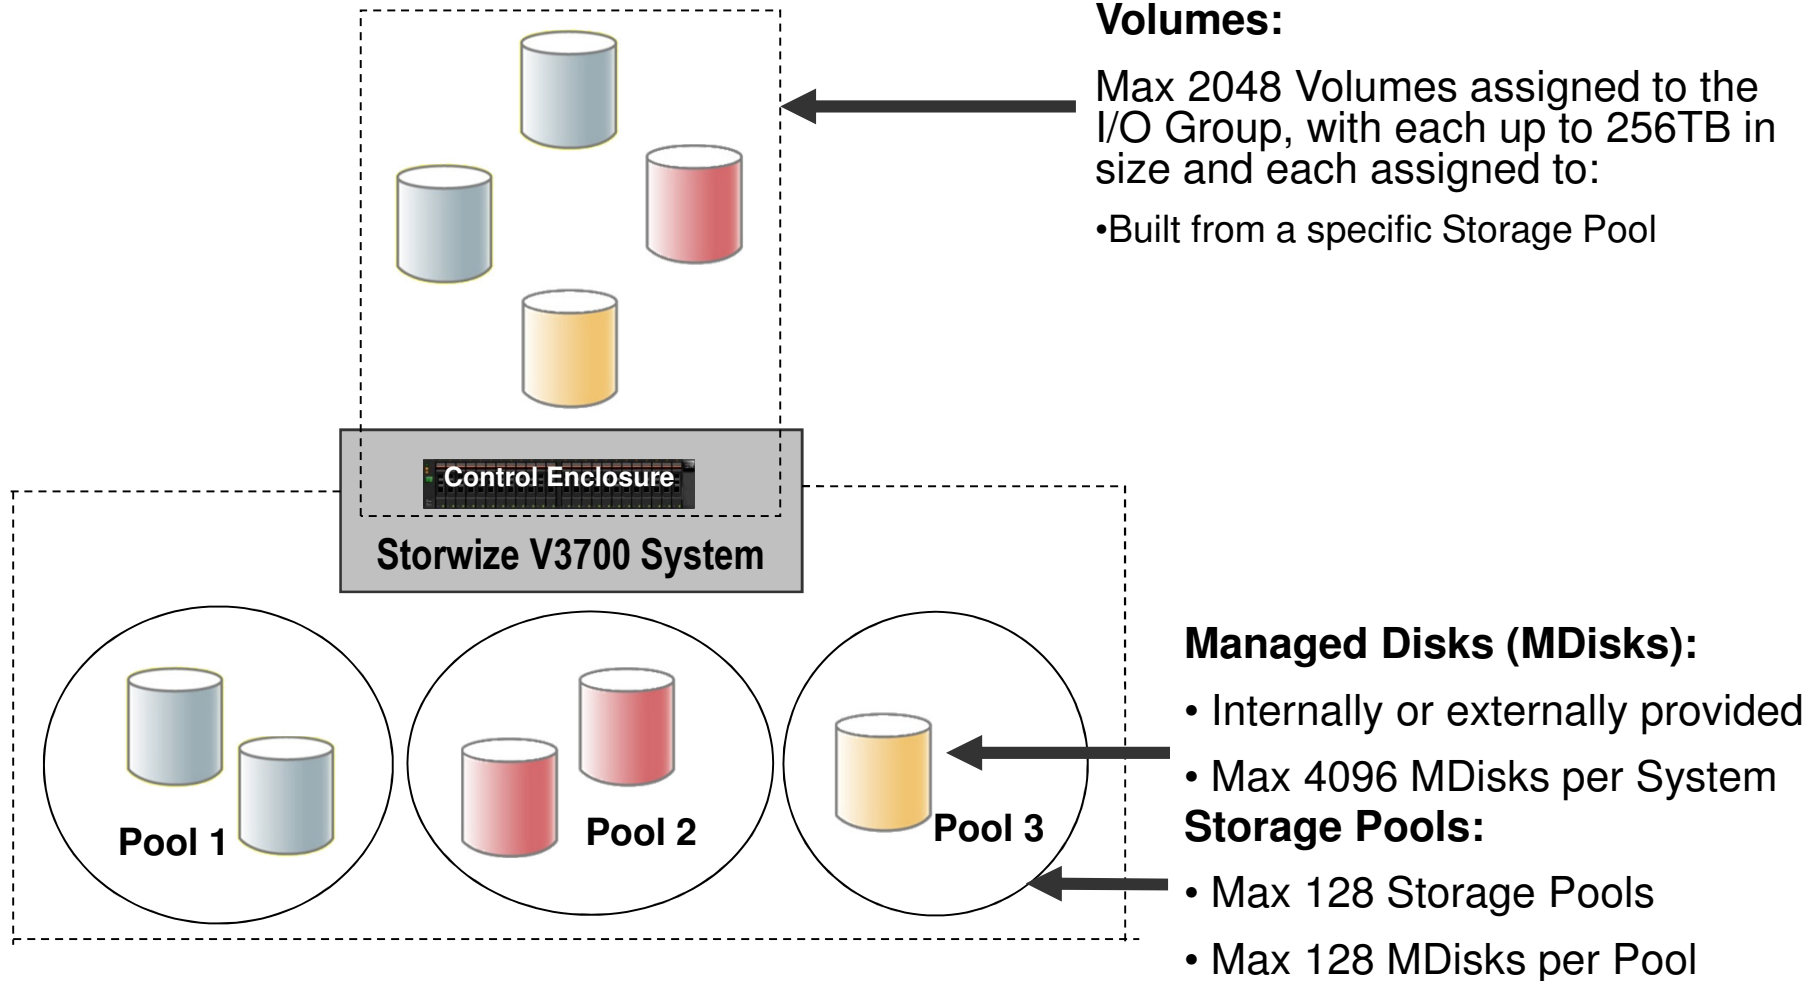 Volumes:
Max 2048 Volumes assigned to the
I/O Group, with each up to 256TB in
size and each assigned to:
•Built from a specific Storage Pool
Control Enclosure
Storwize V3700 System
Pool 1
Pool 2
Pool 3
Managed Disks (MDisks):
• Internally or externally provided
• Max 4096 MDisks per System
Storage Pools:
• Max 128 Storage Pools
• Max 128 MDisks per Pool